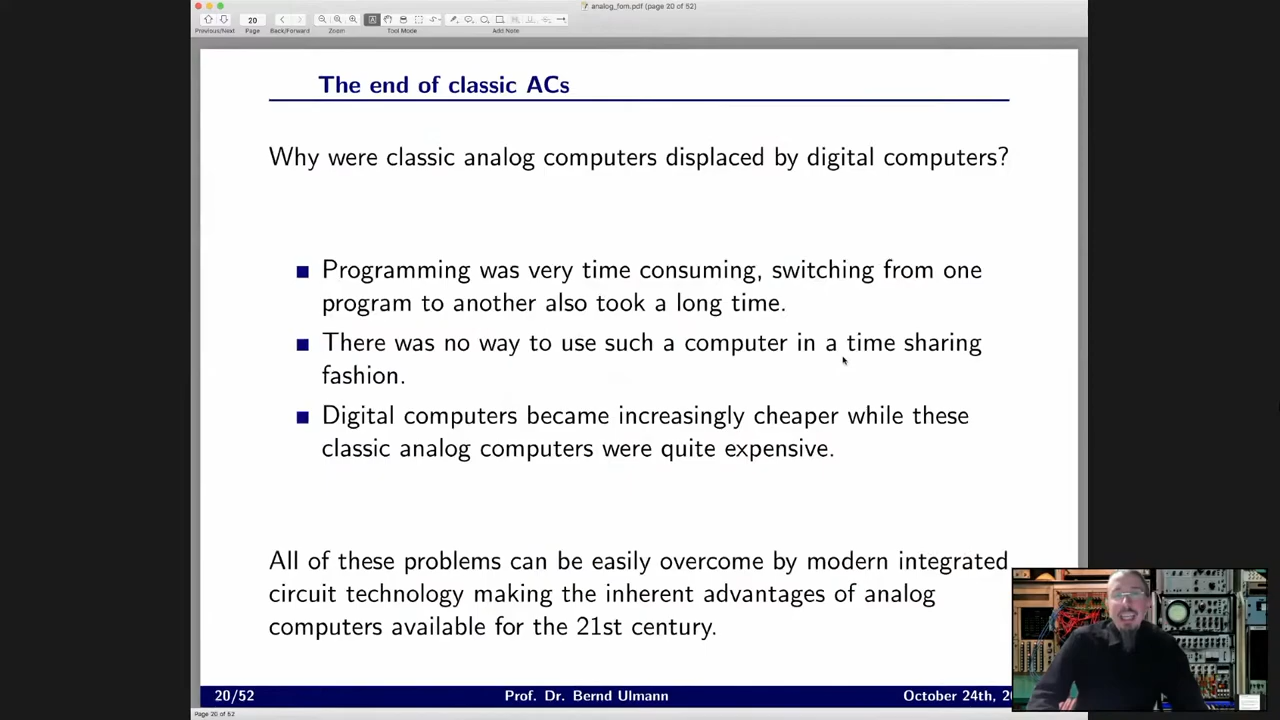 analog_fom.pdf (page 20 of 52)
20
Previous/Next Page Back/Forward Zoom Tool Mode Add Note
The end of classic ACs
Why were classic analog computers displaced by digital computers?
Programming was very time consuming, switching from one
program to another also took a long time.
There was no way to use such a computer in a time sharing
fashion.
Digital computers became increasingly cheaper while these
classic analog computers were quite expensive.
All of these problems can be easily overcome by modern integrated
circuit technology making the inherent advantages of analog
computers available for the 21st century.
20/52 Prof. Dr. Bernd Ulmann October 24th,
Page 20 of 52